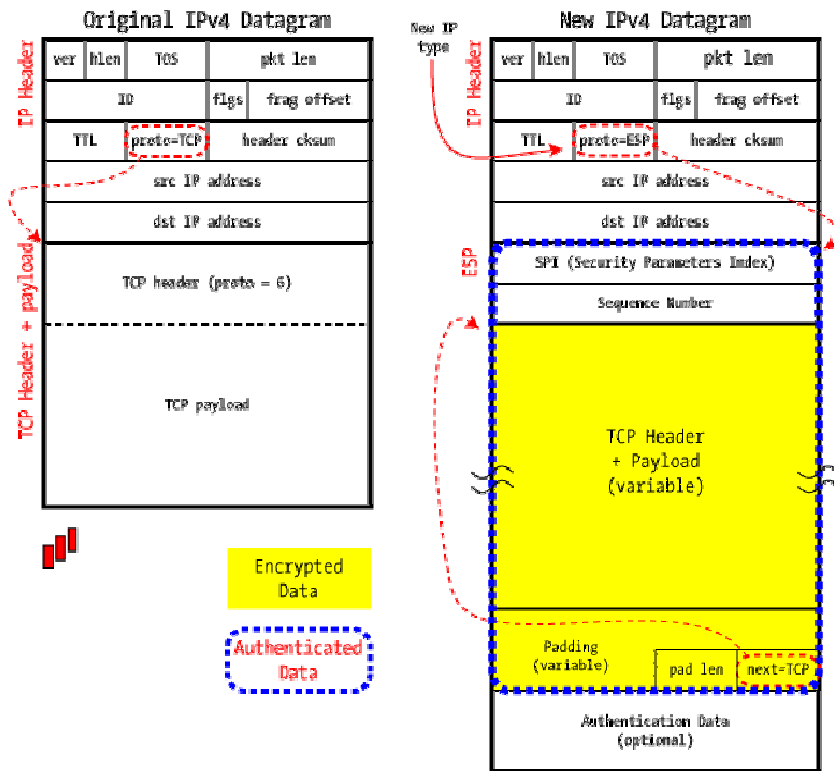 Original IPv4 Datagram
IP Header
ver hlen TOS pkt len
ID flgs frag offset
TTL proto=TCP header cksum
src IP address
dst IP address
TCP Header + payload
TCP header (proto = 6)
TCP payload
Encrypted
Data
Authenticated
Data
New IPv4 Datagram
New IP
type
IP Header
ver hlen TOS pkt len
ID flgs frag offset
TTL proto=ESP header cksum
src IP address
dst IP address
ESP
SPI (Security Parameters Index)
Sequence Number
TCP Header
+ Payload
(variable)
Padding
(variable)
pad len next=TCP
Authentication Data
(optional)